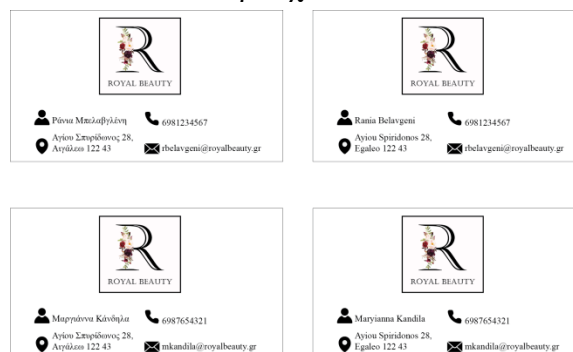 R
ROYAL BEAUTY
Ράνια Μπελαβγλένη
6981234567
Αγίου Σπυρίδωνος 28,
Αιγάλεω 122 43
rbelavgeni@royalbeauty.gr
R
ROYAL BEAUTY
Rania Belavgeni
6981234567
Ayiou Spiridonos 28,
Egaleo 122 43
rbelavgeni@royalbeauty.gr
R
ROYAL BEAUTY
Μαργιάννα Κάνδηλα
6987654321
Αγίου Σπυρίδωνος 28,
Αιγάλεω 122 43
mkandila@royalbeauty.gr
R
ROYAL BEAUTY
Maryianna Kandila
6987654321
Ayiou Spiridonos 28,
Egaleo 122 43
mkandila@royalbeauty.gr